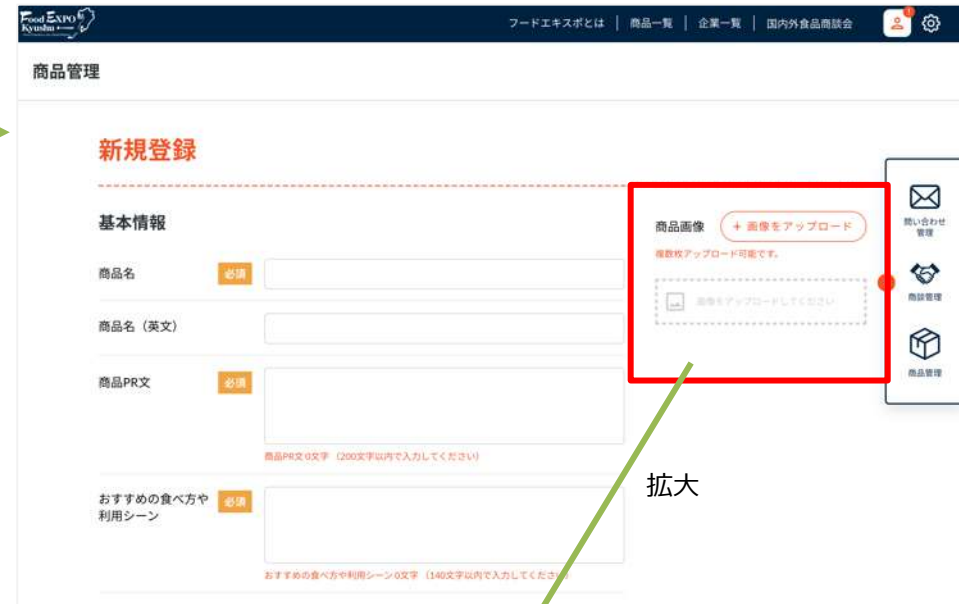 Food EXPO
Kyushu
フードエキスポとは | 商品一覧 | 企業一覧 | 国内外食品商談会
商品管理
新規登録
基本情報
商品画像 + 画像をアップロード
複数枚アップロード可能です。
画像をアップロードしてください
商品名 必須
商品名（英文）
商品PR文 必須
商品PR文 0文字 （200文字以内で入力してください）
おすすめの食べ方や
利用シーン 必須
おすすめの食べ方や利用シーン 0文字 （140文字以内で入力してください）
問い合わせ
管理
商談管理
商品管理
拡大